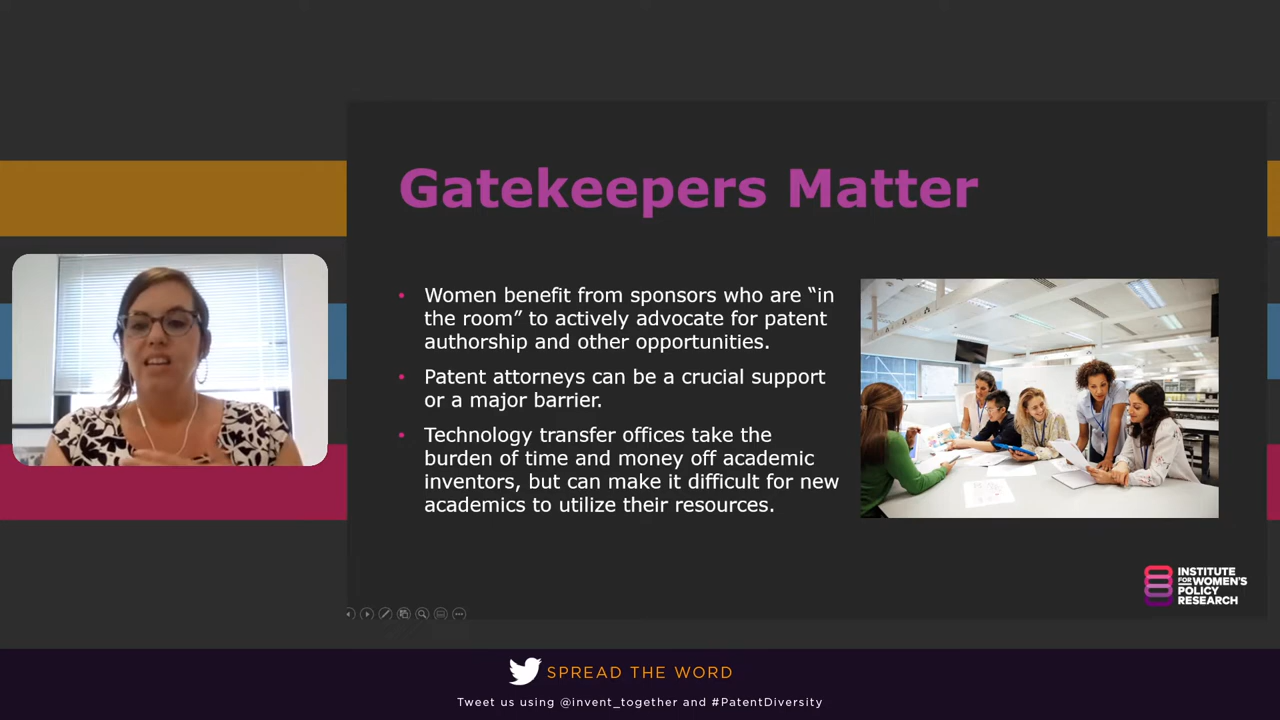 Gatekeepers Matter
• Women benefit from sponsors who are “in
the room” to actively advocate for patent
authorship and other opportunities.
• Patent attorneys can be a crucial support
or a major barrier.
• Technology transfer offices take the
burden of time and money off academic
inventors, but can make it difficult for new
academics to utilize their resources.
INSTITUTE
FOR WOMEN'S
POLICY
RESEARCH
SPREAD THE WORD
Tweet us using @invent_together and #PatentDiversity